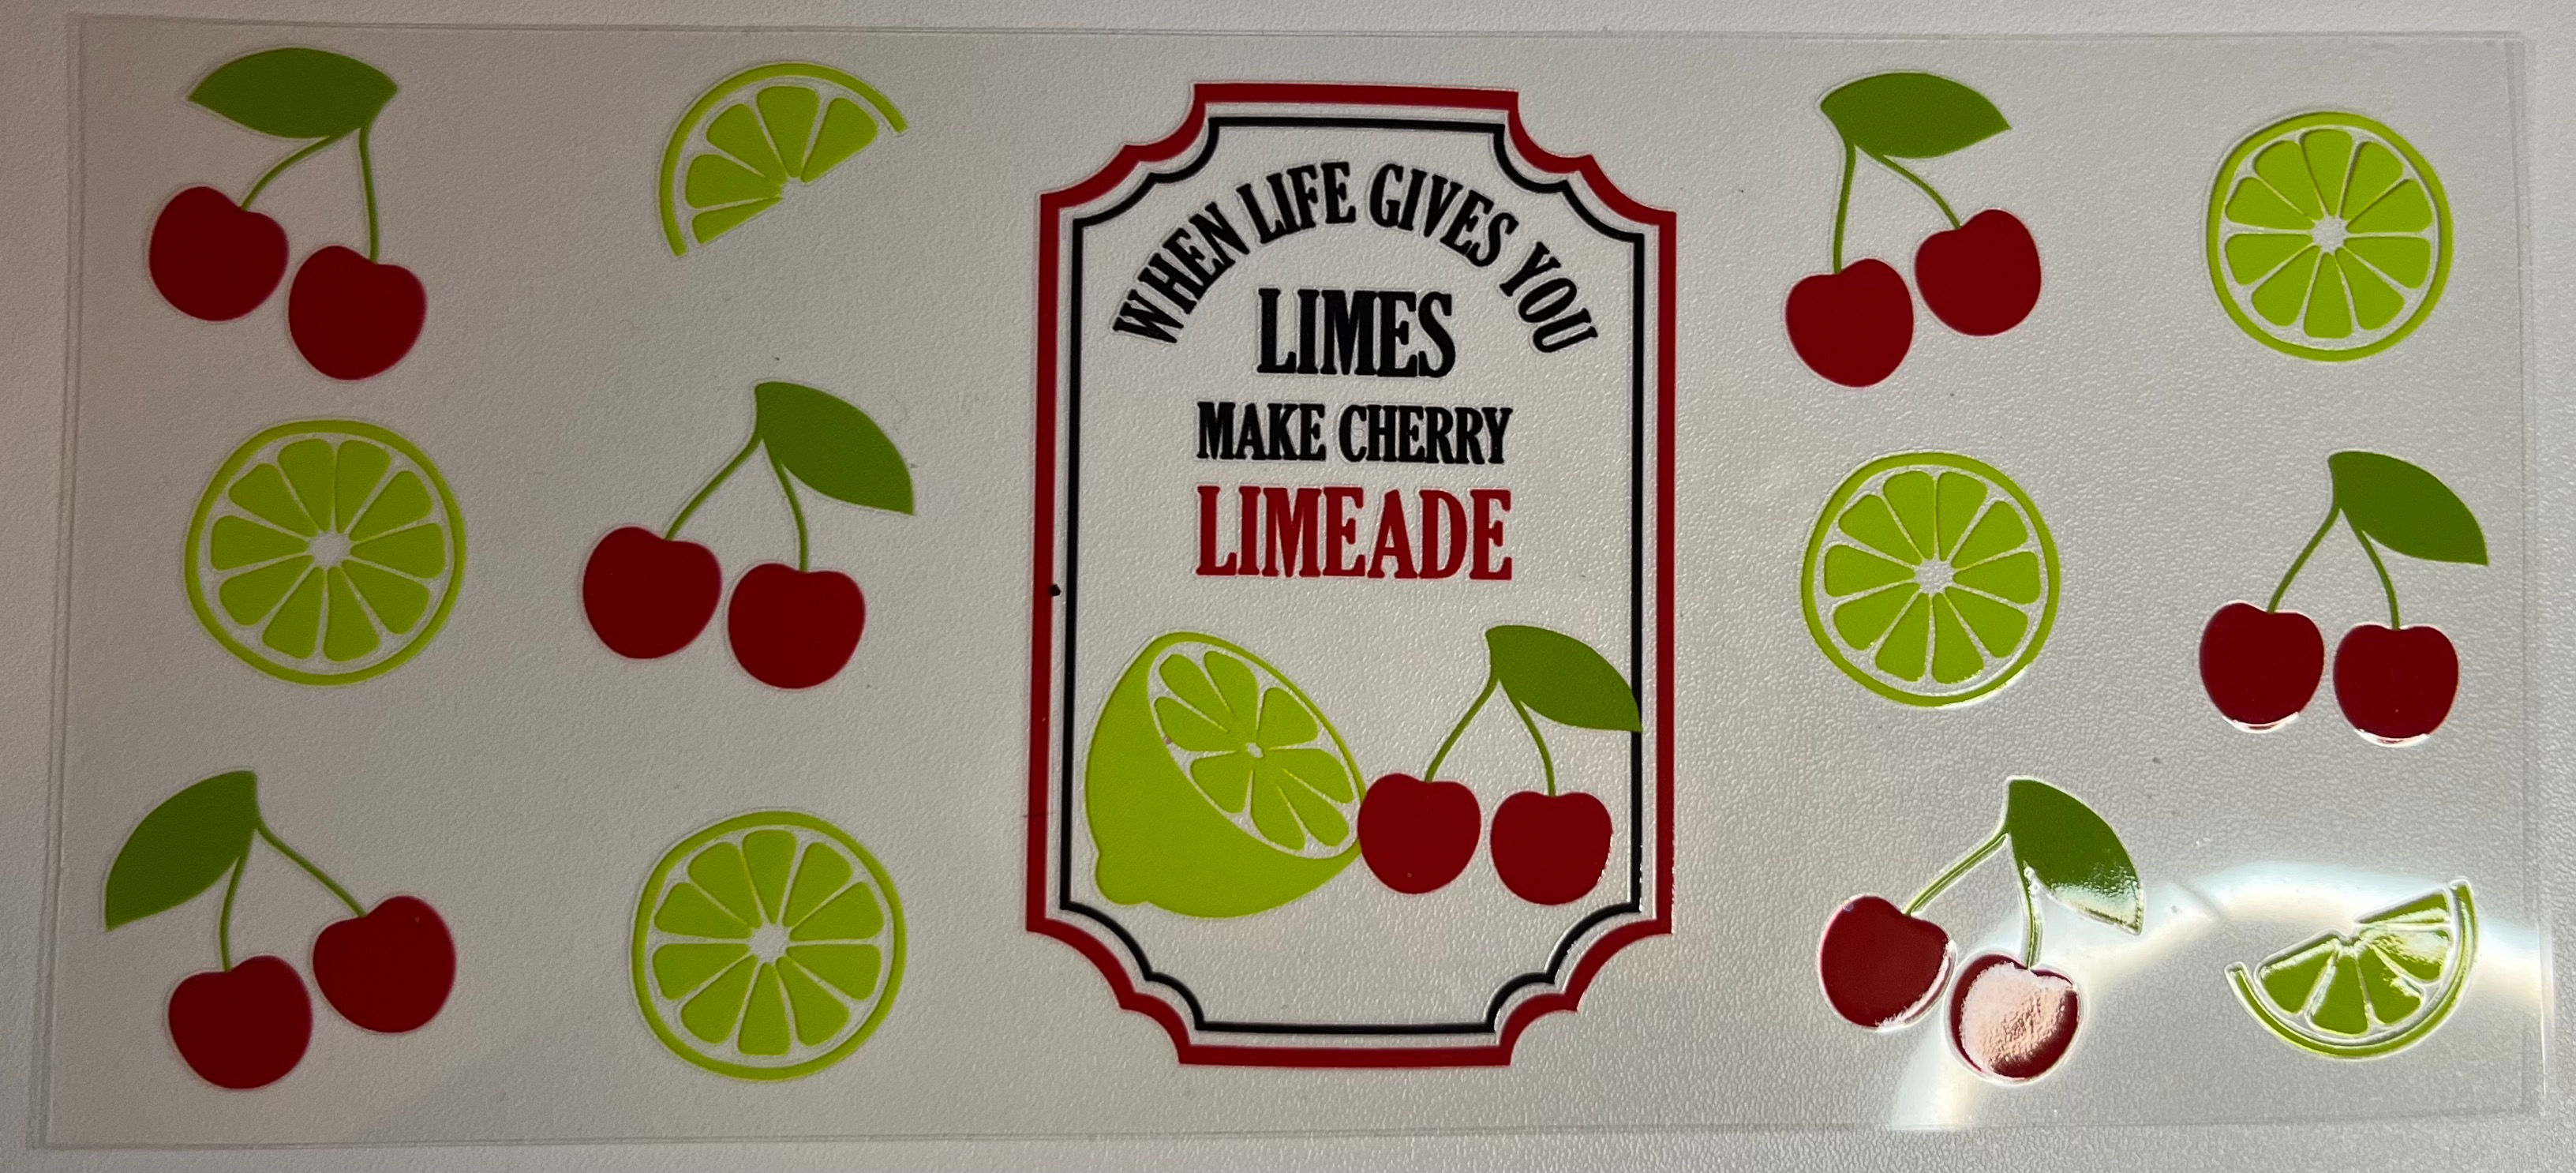 WHEN LIFE GIVES YOU
LIMES
MAKE CHERRY
LIMEADE